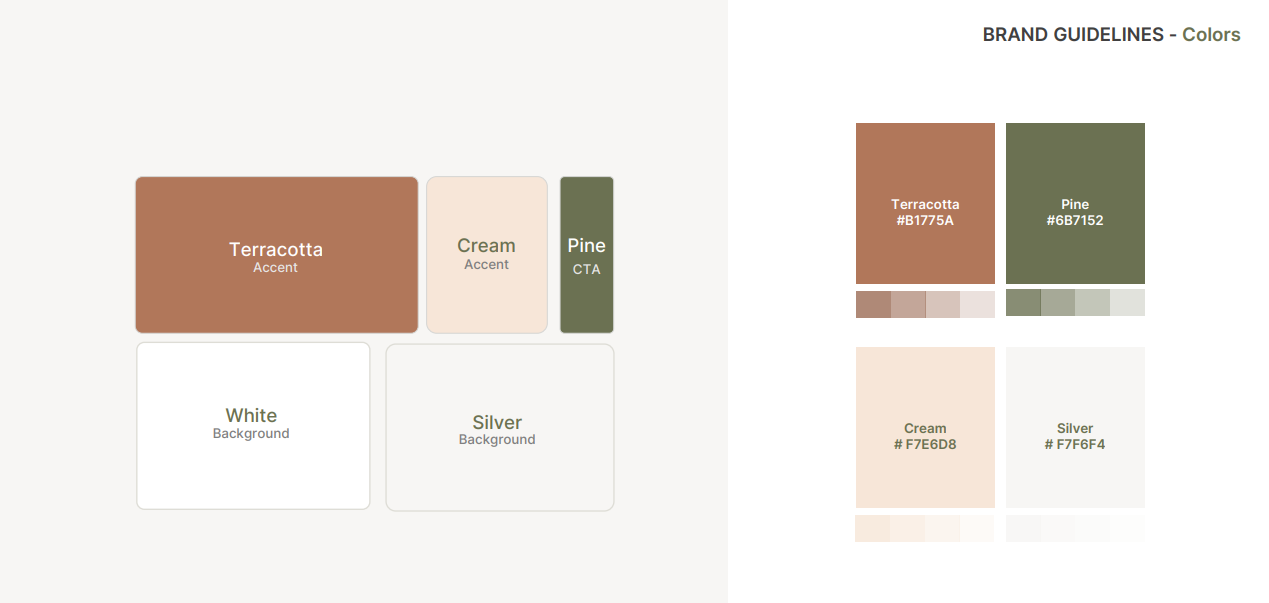 BRAND GUIDELINES - Colors
Terracotta
Accent
Cream
Accent
Pine
CTA
White
Background
Silver
Background
Terracotta
#B1775A
Pine
#6B7152
Cream
# F7E6D8
Silver
# F7F6F4